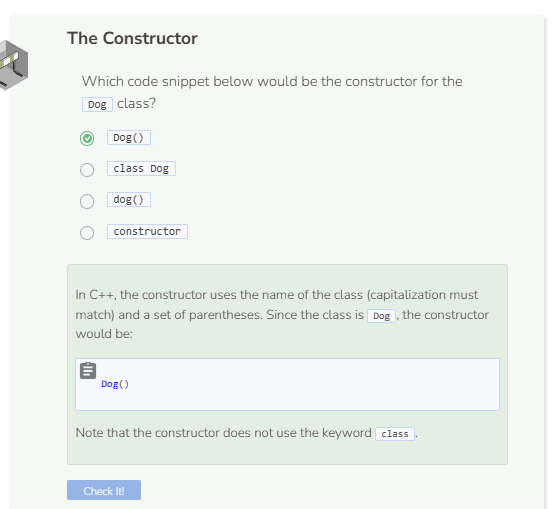 The Constructor
Which code snippet below would be the constructor for the
Dog class?
Dog()
class Dog
dog()
constructor
In C++, the constructor uses the name of the class (capitalization must
match) and a set of parentheses. Since the class is Dog, the constructor
would be:
Dog()
Note that the constructor does not use the keyword class.
Check It!